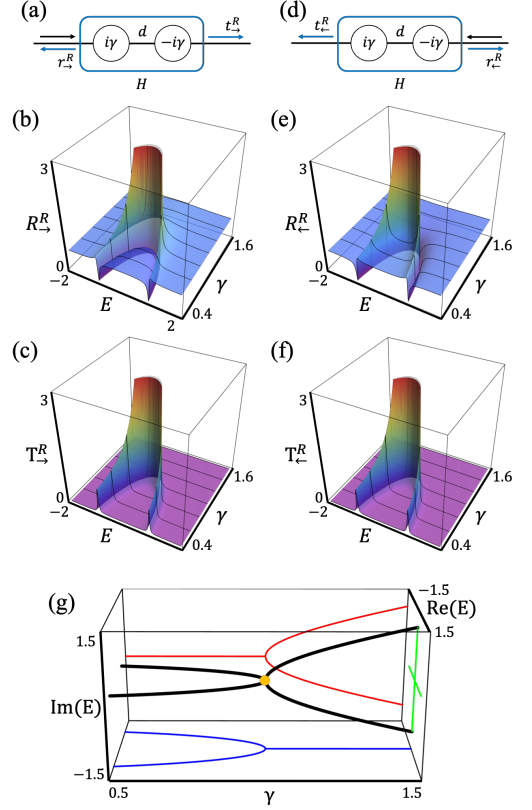 (a)
iγ d -iγ
t→^R
r→^R
H
(d)
t←^R
iγ d -iγ
r←^R
H
(b)
3
R→^R
0
-2
E
2
0.4
γ
1.6
(e)
3
R←^R
0
-2
E
0.4
γ
1.6
(c)
3
T→^R
0
-2
E
0.4
γ
1.6
(f)
3
T←^R
0
-2
E
0.4
γ
1.6
(g)
-1.5
Re(E)
1.5
1.5
Im(E)
-1.5
0.5
γ
1.5